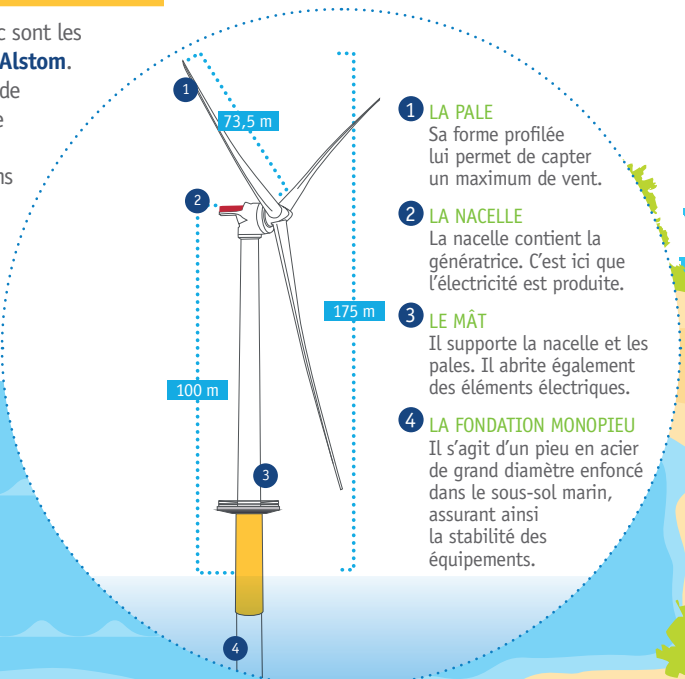 c sont les
Alstom.
de
e
ns
1
73,5 m
2
175 m
100 m
3
4
1 LA PALE
Sa forme profilée
lui permet de capter
un maximum de vent.
2 LA NACELLE
La nacelle contient la
génératrice. C’est ici que
l’électricité est produite.
3 LE MÂT
Il supporte la nacelle et les
pales. Il abrite également
des éléments électriques.
4 LA FONDATION MONOPIEU
Il s’agit d’un pieu en acier
de grand diamètre enfoncé
dans le sous-sol marin,
assurant ainsi
la stabilité des
équipements.